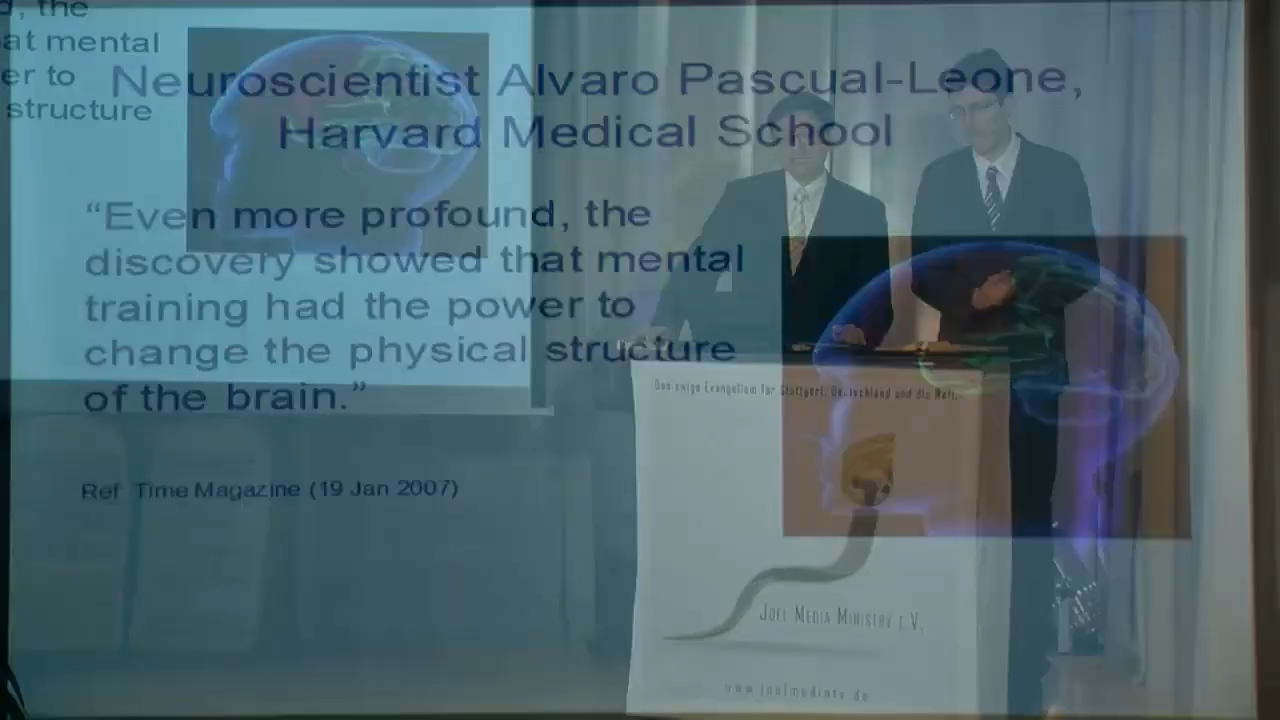 d, the
at mental
er to
structure
Neuroscientist Alvaro Pascual-Leone,
Harvard Medical School
“Even more profound, the
discovery showed that mental
training had the power to
change the physical structure
of the brain.”
Ref Time Magazine (19 Jan 2007)
Das ewige Evangelium für Stuttgart, Deutschland und die Welt.
Joel Media Ministry e.V.
www.joelmediatv.de